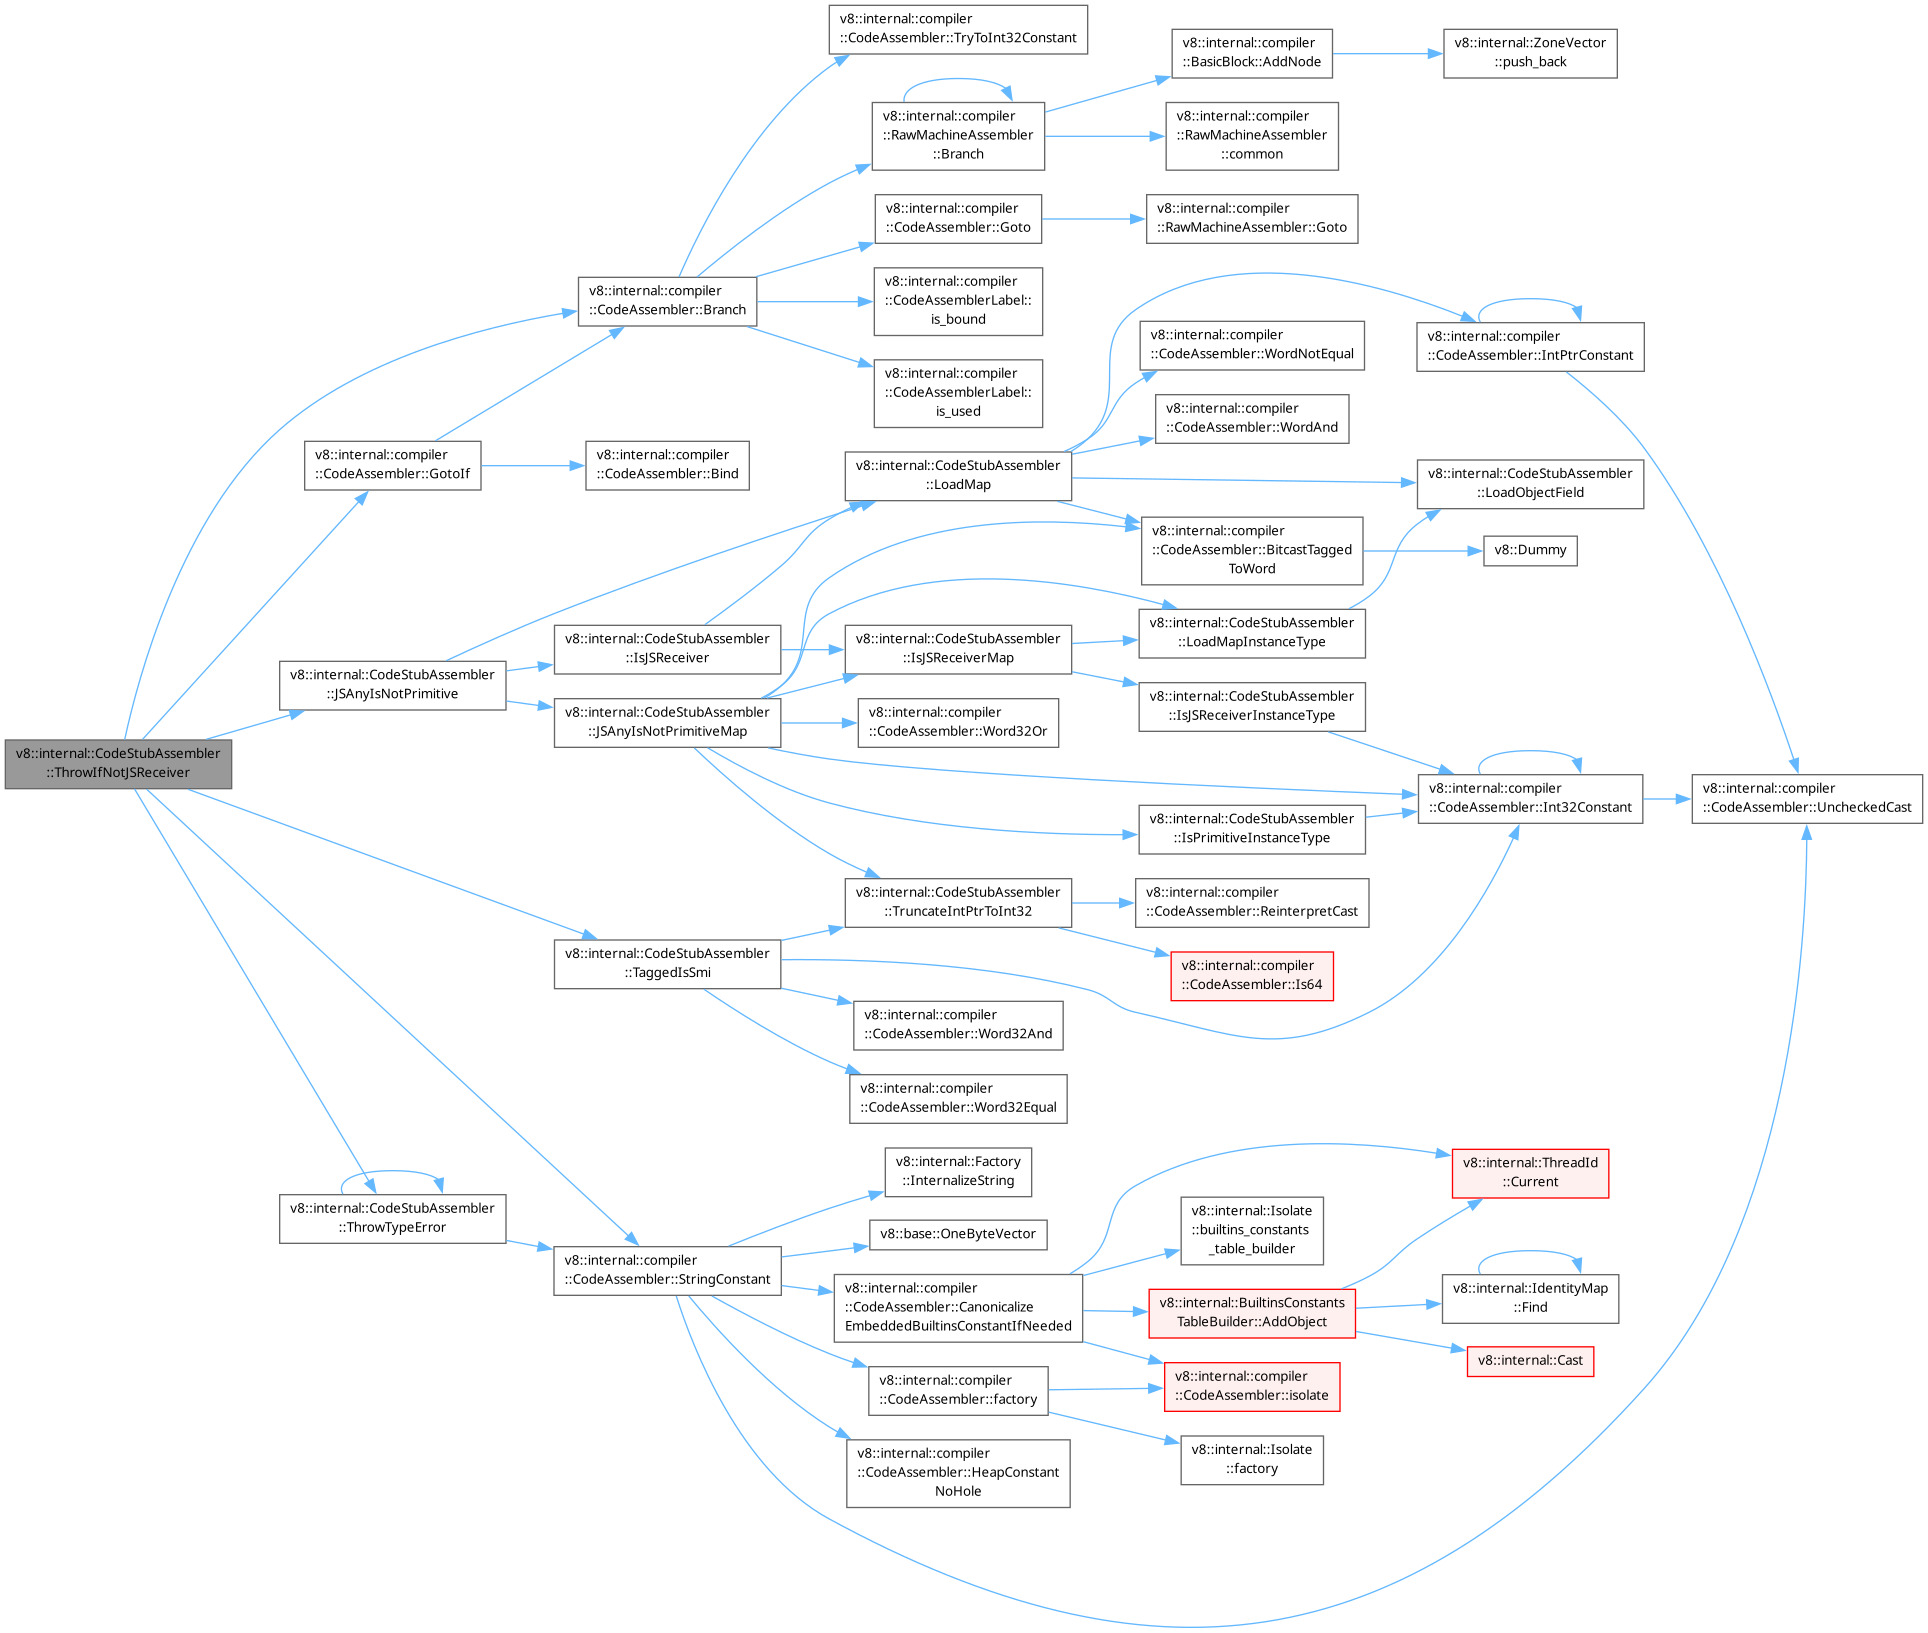 v8::internal::CodeStubAssembler
::ThrowIfNotJSReceiver
v8::internal::compiler
::CodeAssembler::Branch
v8::internal::compiler
::CodeAssembler::TryToInt32Constant
v8::internal::compiler
::RawMachineAssembler
::Branch
v8::internal::compiler
::BasicBlock::AddNode
v8::internal::ZoneVector
::push_back
v8::internal::compiler
::RawMachineAssembler
::common
v8::internal::compiler
::CodeAssembler::Goto
v8::internal::compiler
::RawMachineAssembler::Goto
v8::internal::compiler
::CodeAssemblerLabel::
is_bound
v8::internal::compiler
::CodeAssemblerLabel::
is_used
v8::internal::compiler
::CodeAssembler::GotoIf
v8::internal::compiler
::CodeAssembler::Bind
v8::internal::CodeStubAssembler
::JSAnyIsNotPrimitive
v8::internal::CodeStubAssembler
::IsJSReceiver
v8::internal::CodeStubAssembler
::JSAnyIsNotPrimitiveMap
v8::internal::CodeStubAssembler
::LoadMap
v8::internal::compiler
::CodeAssembler::WordNotEqual
v8::internal::compiler
::CodeAssembler::IntPtrConstant
v8::internal::compiler
::CodeAssembler::WordAnd
v8::internal::CodeStubAssembler
::LoadObjectField
v8::internal::compiler
::CodeAssembler::BitcastTagged
ToWord
v8::Dummy
v8::internal::CodeStubAssembler
::IsJSReceiverMap
v8::internal::CodeStubAssembler
::LoadMapInstanceType
v8::internal::CodeStubAssembler
::IsJSReceiverInstanceType
v8::internal::compiler
::CodeAssembler::Word32Or
v8::internal::compiler
::CodeAssembler::Int32Constant
v8::internal::compiler
::CodeAssembler::UncheckedCast
v8::internal::CodeStubAssembler
::IsPrimitiveInstanceType
v8::internal::CodeStubAssembler
::TruncateIntPtrToInt32
v8::internal::compiler
::CodeAssembler::ReinterpretCast
v8::internal::compiler
::CodeAssembler::Is64
v8::internal::CodeStubAssembler
::TaggedIsSmi
v8::internal::compiler
::CodeAssembler::Word32And
v8::internal::compiler
::CodeAssembler::Word32Equal
v8::internal::CodeStubAssembler
::ThrowTypeError
v8::internal::compiler
::CodeAssembler::StringConstant
v8::internal::Factory
::InternalizeString
v8::base::OneByteVector
v8::internal::compiler
::CodeAssembler::Canonicalize
EmbeddedBuiltinsConstantIfNeeded
v8::internal::ThreadId
::Current
v8::internal::Isolate
::builtins_constants
_table_builder
v8::internal::BuiltinsConstants
TableBuilder::AddObject
v8::internal::IdentityMap
::Find
v8::internal::Cast
v8::internal::compiler
::CodeAssembler::factory
v8::internal::compiler
::CodeAssembler::isolate
v8::internal::Isolate
::factory
v8::internal::compiler
::CodeAssembler::HeapConstant
NoHole